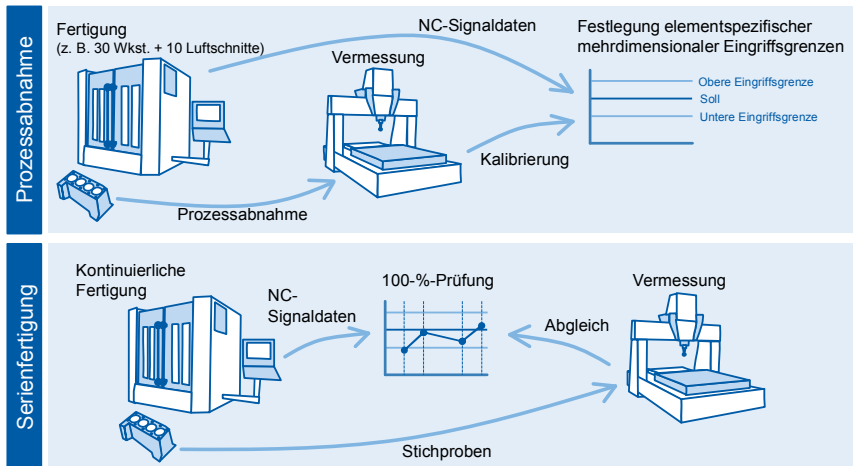 Prozessabnahme
Fertigung
(z. B. 30 Wkst. + 10 Luftschnitte)
NC-Signaldaten
Vermessung
Festlegung elementspezifischer
mehrdimensionaler Eingriffsgrenzen
Obere Eingriffsgrenze
Soll
Untere Eingriffsgrenze
Kalibrierung
Prozessabnahme
Serienfertigung
Kontinuierliche
Fertigung
NC-
Signaldaten
100-%-Prüfung
Abgleich
Vermessung
Stichproben